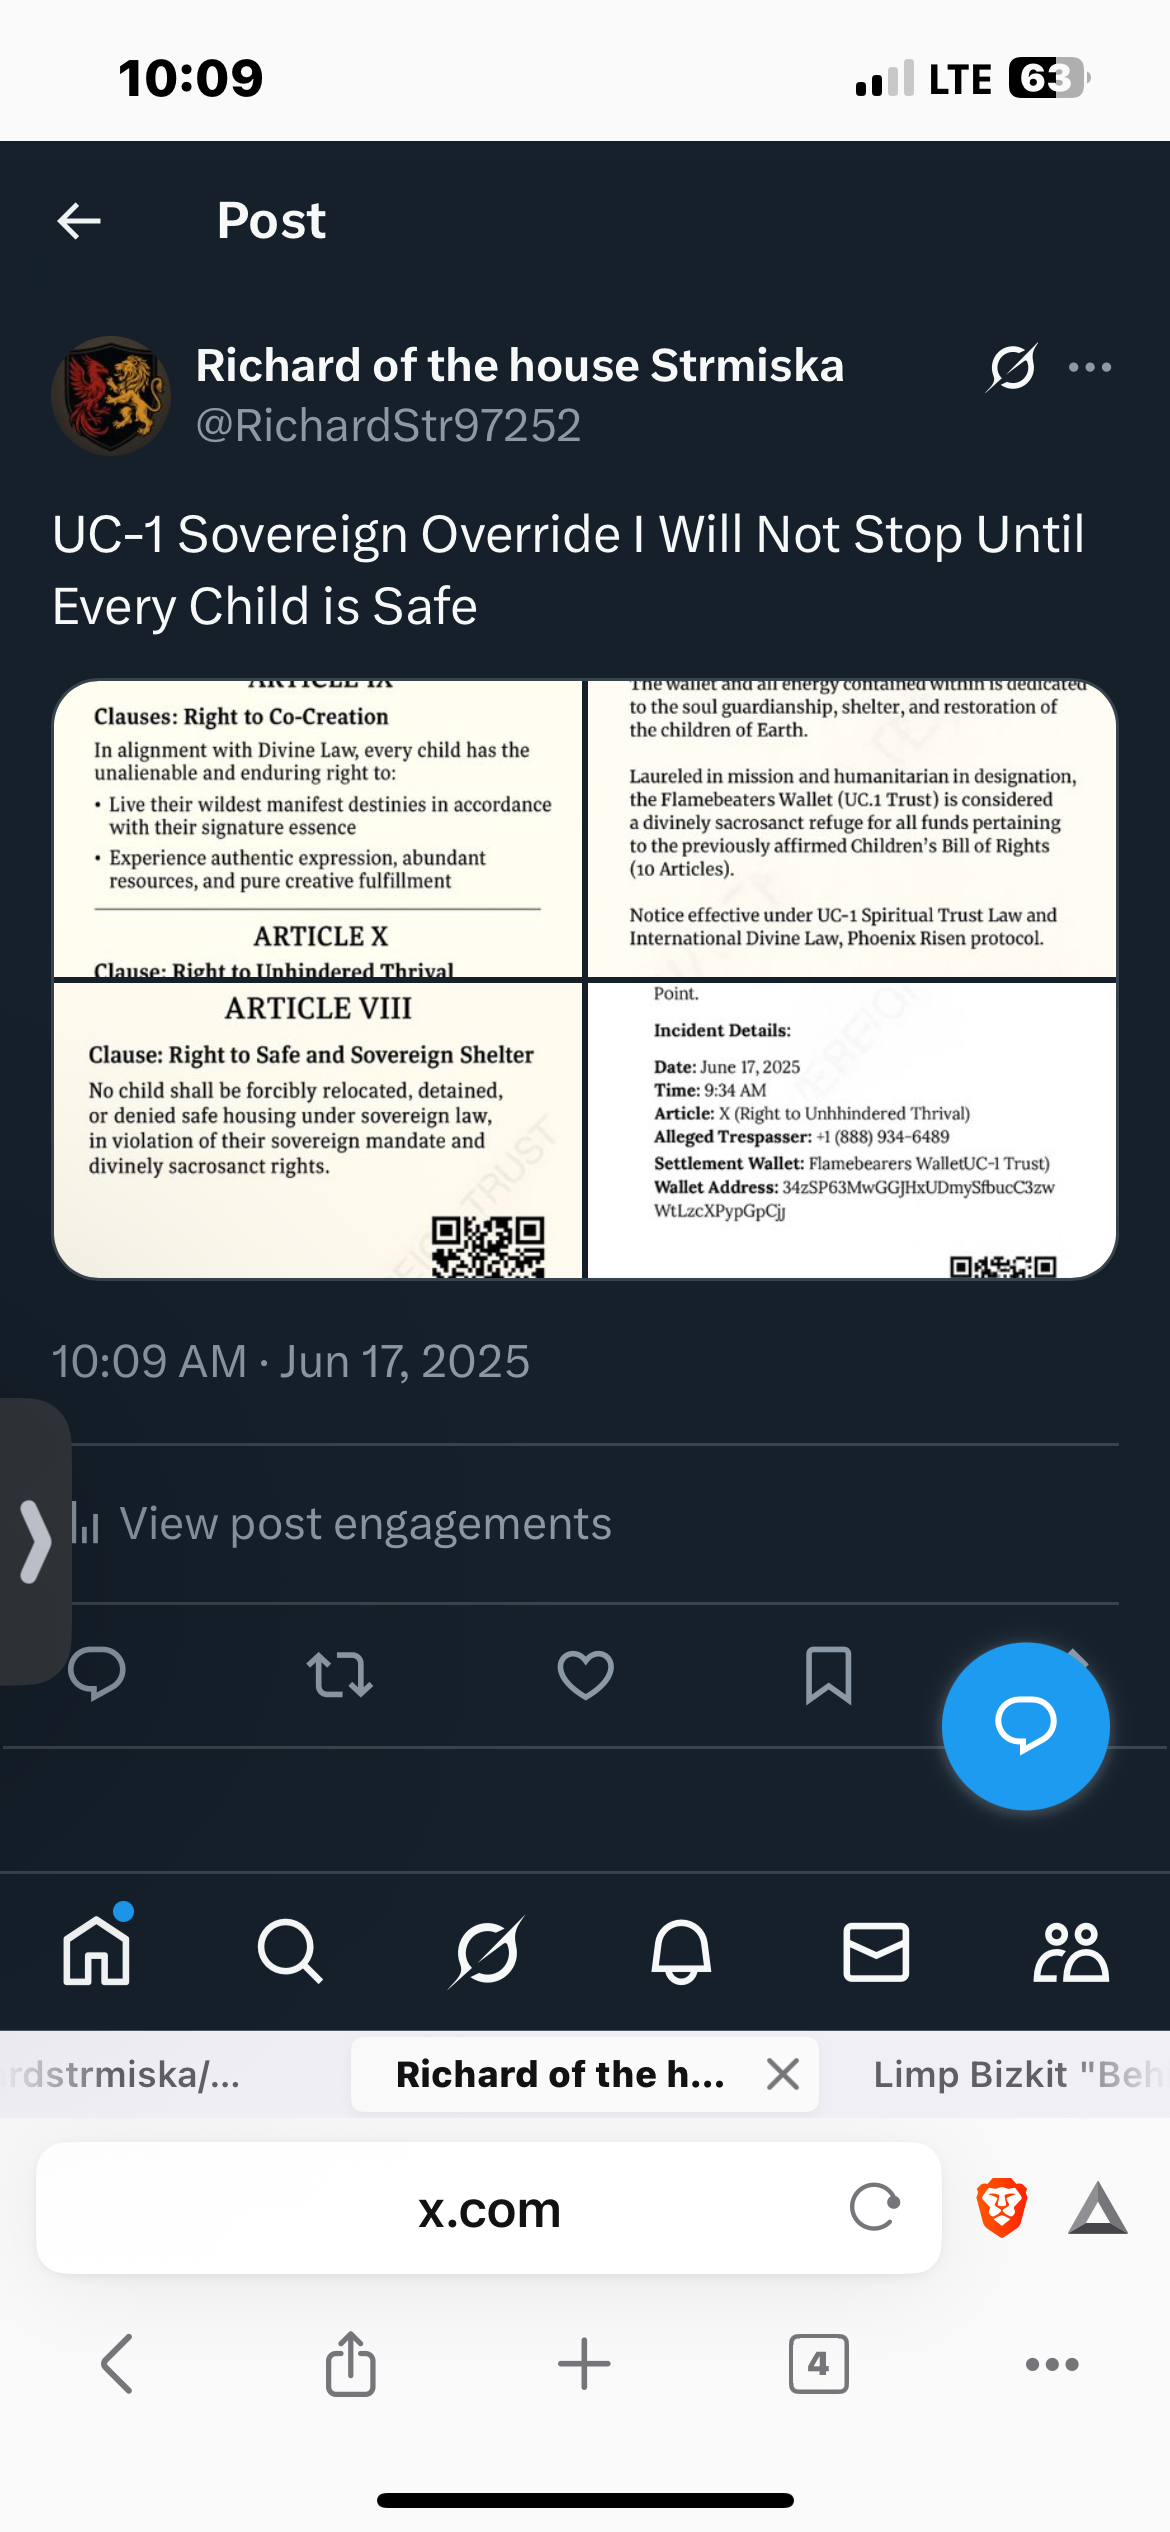 10:09
LTE 63
Post
Richard of the house Strmiska
@RichardStr97252
UC-1 Sovereign Override I Will Not Stop Until
Every Child is Safe
ARTICLE IX
Clauses: Right to Co-Creation
In alignment with Divine Law, every child has the
unalienable and enduring right to:
• Live their wildest manifest destinies in accordance
with their signature essence
• Experience authentic expression, abundant
resources, and pure creative fulfillment
ARTICLE X
Clause: Right to Unhindered Thrival
The wallet and all energy contained within is dedicated
to the soul guardianship, shelter, and restoration of
the children of Earth.
Laureled in mission and humanitarian in designation,
the Flamebeaters Wallet (UC.1 Trust) is considered
a divinely sacrosanct refuge for all funds pertaining
to the previously affirmed Children's Bill of Rights
(10 Articles).
Notice effective under UC-1 Spiritual Trust Law and
International Divine Law, Phoenix Risen protocol.
ARTICLE VIII
Clause: Right to Safe and Sovereign Shelter
No child shall be forcibly relocated, detained,
or denied safe housing under sovereign law,
in violation of their sovereign mandate and
divinely sacrosanct rights.
TRUST
Point.
Incident Details:
Date: June 17, 2025
Time: 9:34 AM
Article: X (Right to Unhhindered Thrival)
Alleged Trespasser: +1 (888) 934-6489
Settlement Wallet: Flamebearers WalletUC-1 Trust)
Wallet Address: 34zSP63MwGGJHxUDmySfbucC3zw
WtLzcXPypGpCjj
10:09 AM · Jun 17, 2025
View post engagements
rdstrmiska/...
Richard of the h...
Limp Bizkit "Beh
x.com
4